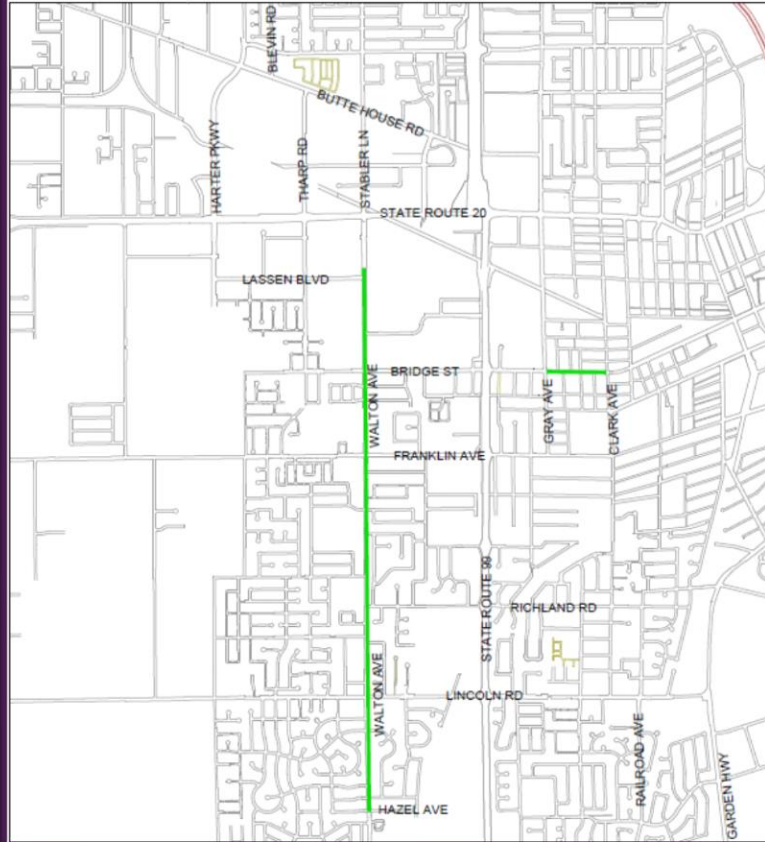 BLEVIN RD
BUTTE HOUSE RD
HARTER PKWY
THARP RD
STABLER LN
STATE ROUTE 20
LASSEN BLVD
BRIDGE ST
WALTON AVE
GRAY AVE
CLARK AVE
FRANKLIN AVE
STATE ROUTE 99
RICHLAND RD
WALTON AVE
LINCOLN RD
RAILROAD AVE
GARDEN HWY
HAZEL AVE